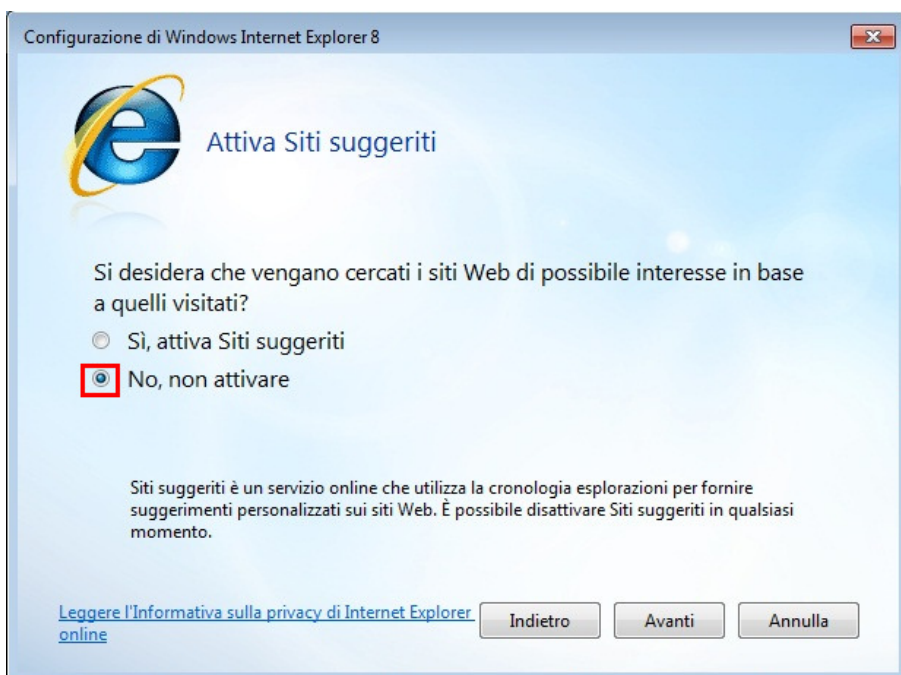 Configurazione di Windows Internet Explorer 8
Attiva Siti suggeriti
Si desidera che vengano cercati i siti Web di possibile interesse in base
a quelli visitati?
Sì, attiva Siti suggeriti
No, non attivare
Siti suggeriti è un servizio online che utilizza la cronologia esplorazioni per fornire
suggerimenti personalizzati sui siti Web. È possibile disattivare Siti suggeriti in qualsiasi
momento.
Leggere l'Informativa sulla privacy di Internet Explorer
online
Indietro
Avanti
Annulla